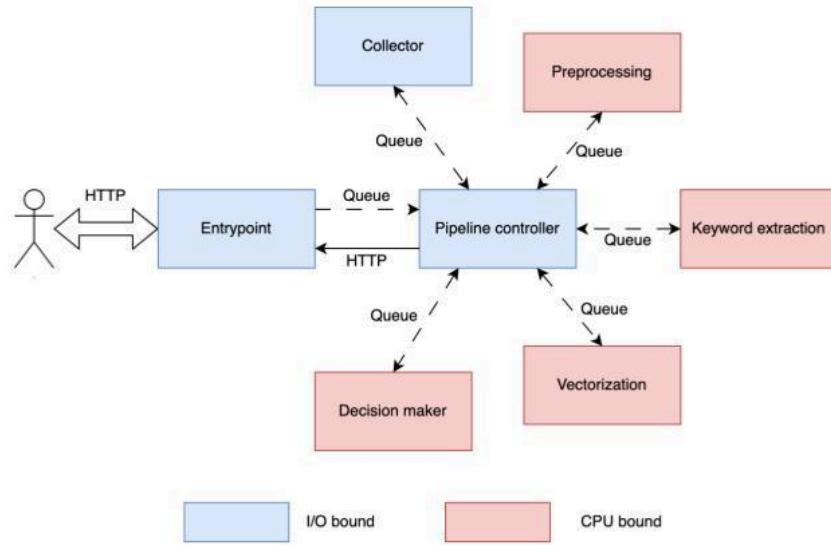 Collector
Preprocessing
Queue
Queue
HTTP
Queue
Entrypoint
Pipeline controller
Queue
Keyword extraction
HTTP
Queue
Queue
Decision maker
Vectorization
I/O bound
CPU bound